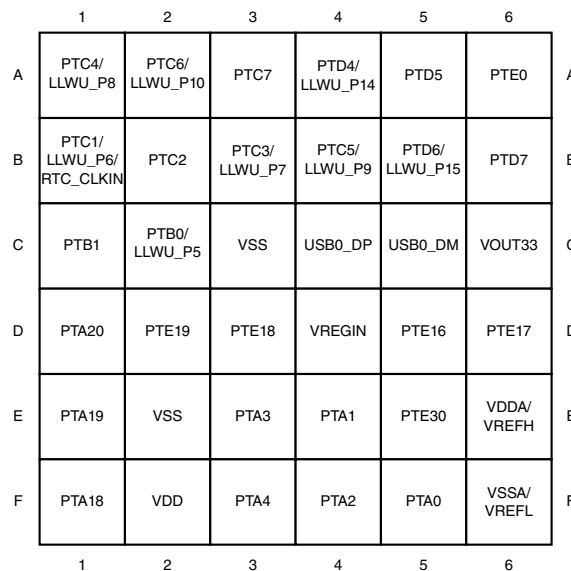 1 2 3 4 5 6
A PTC4/ LLWU_P8 PTC6/ LLWU_P10 PTC7 PTD4/ LLWU_P14 PTD5 PTE0 A
B PTC1/ LLWU_P6/ RTC_CLKIN PTC2 PTC3/ LLWU_P7 PTC5/ LLWU_P9 PTD6/ LLWU_P15 PTD7 B
C PTB1 PTB0/ LLWU_P5 VSS USB0_DP USB0_DM VOUT33 C
D PTA20 PTE19 PTE18 VREGIN PTE16 PTE17 D
E PTA19 VSS PTA3 PTA1 PTE30 VDDA/ VREFH E
F PTA18 VDD PTA4 PTA2 PTA0 VSSA/ VREFL F
1 2 3 4 5 6